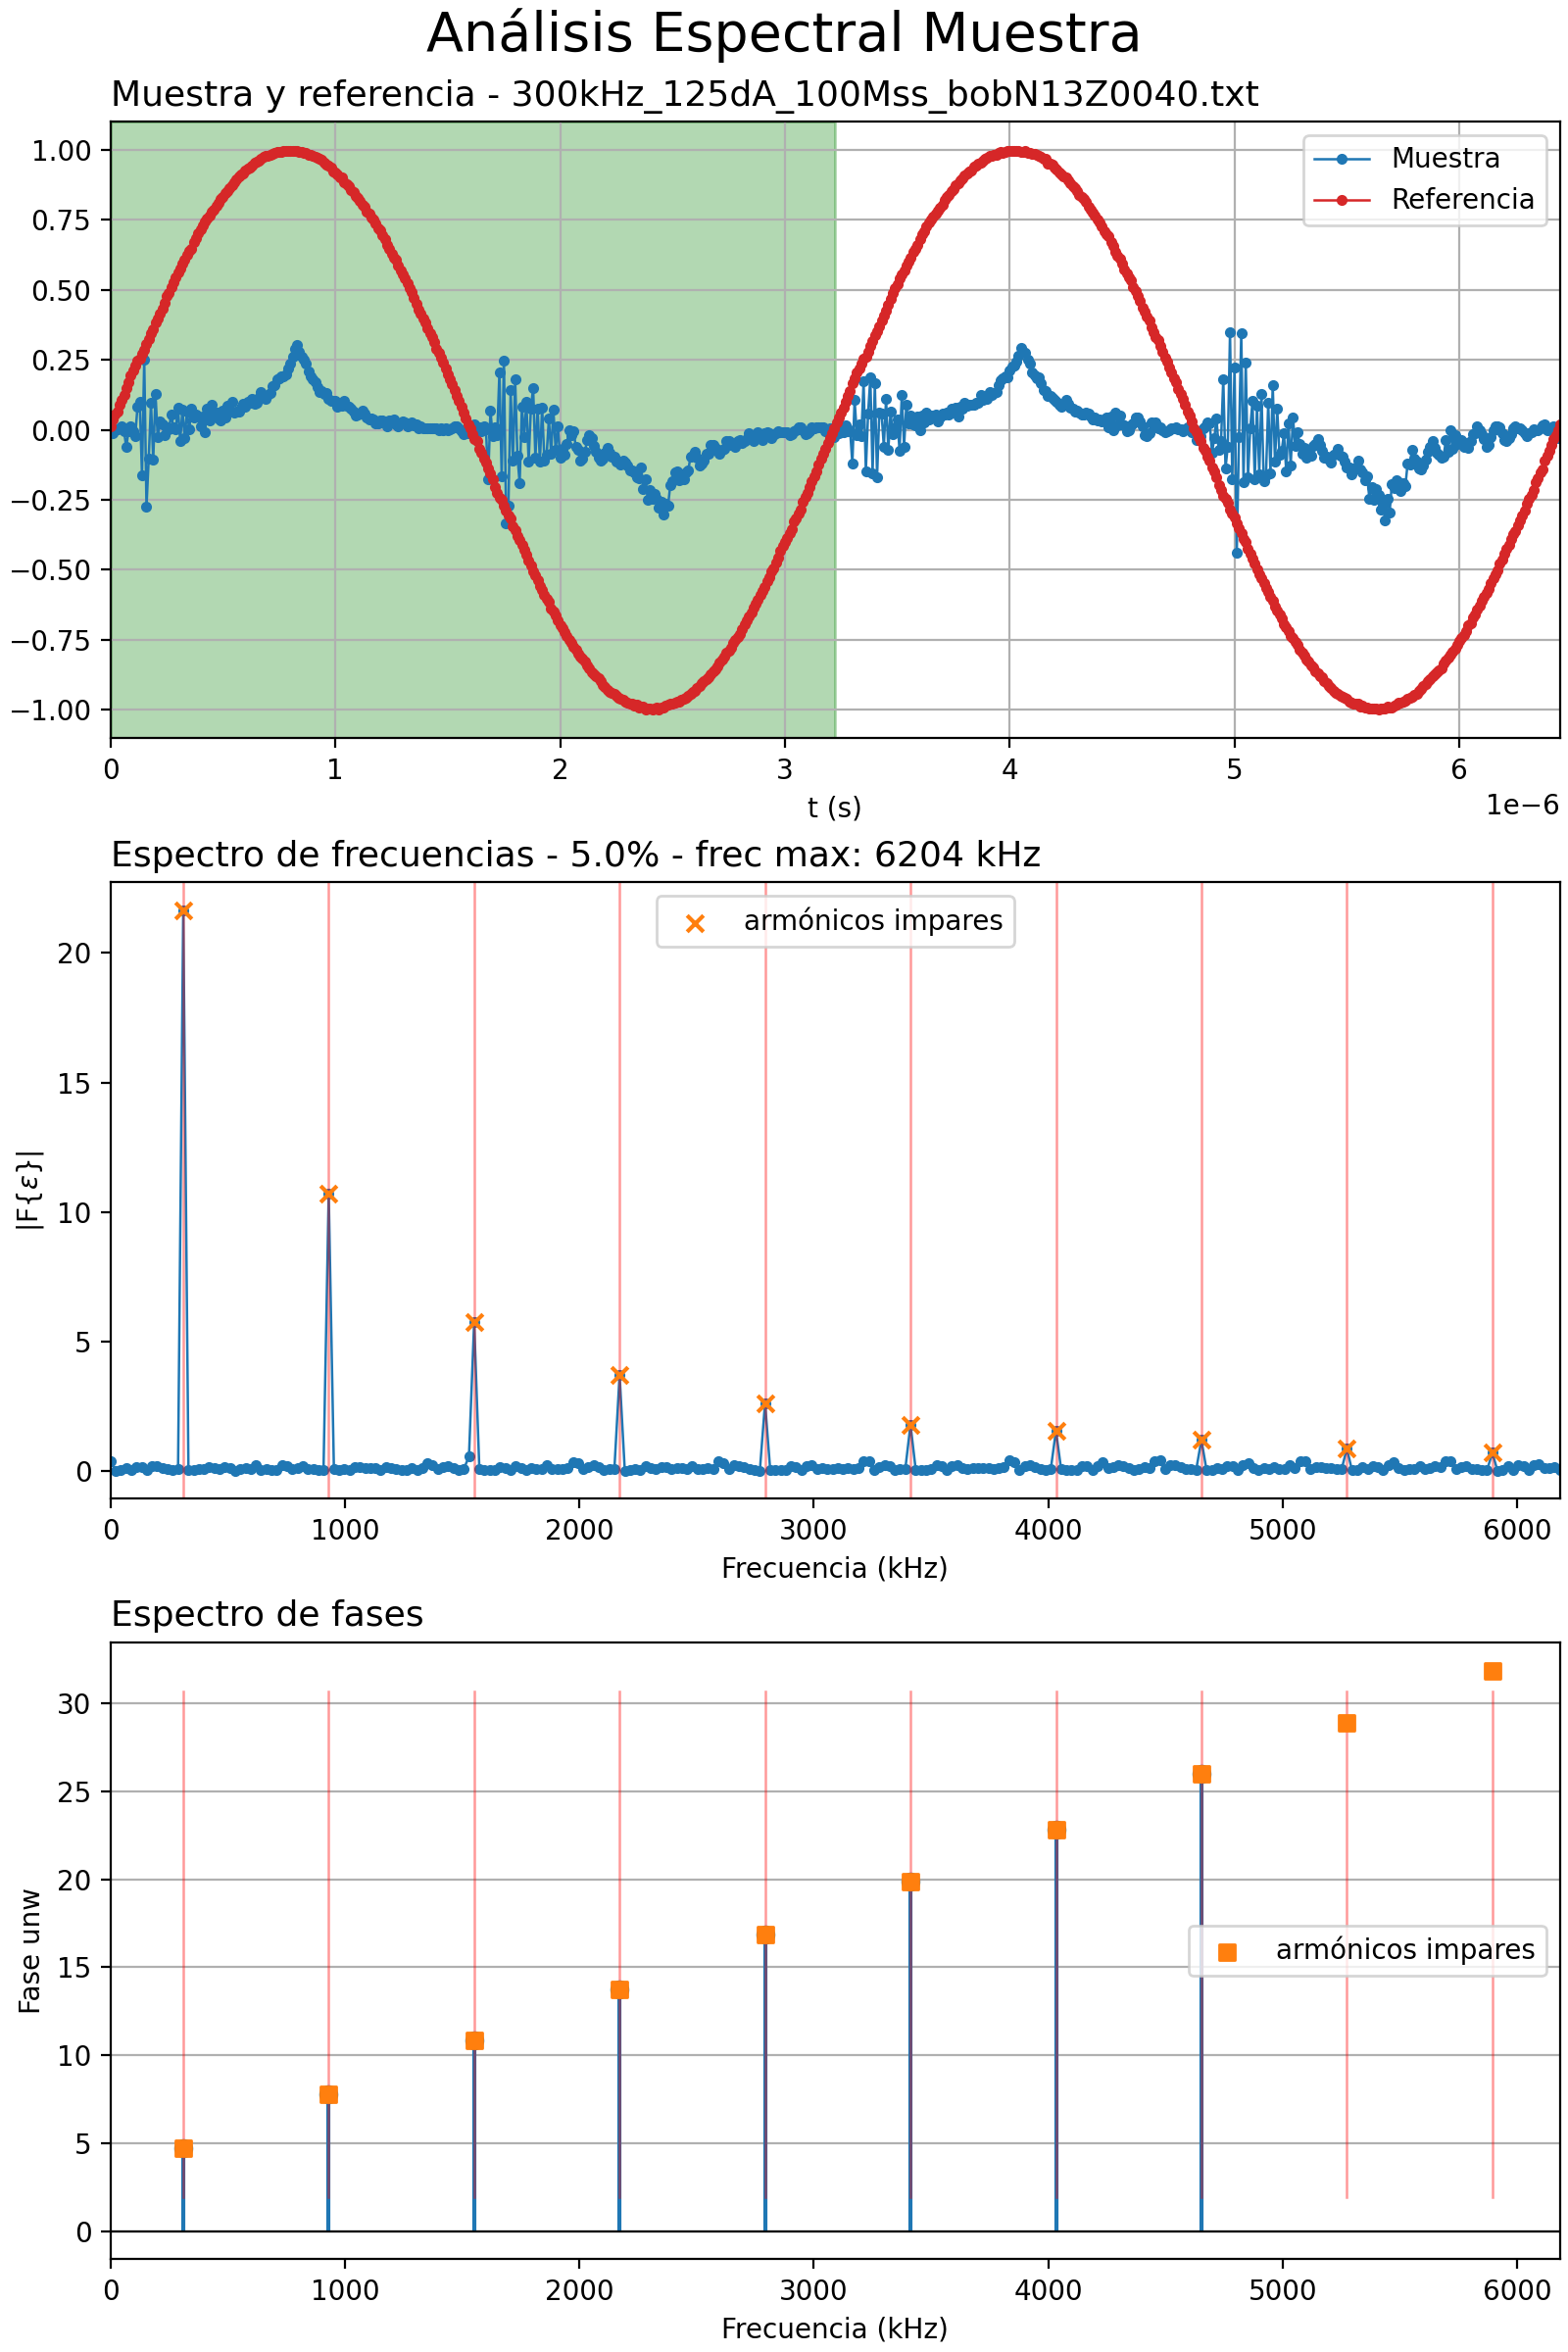 Análisis Espectral Muestra
Muestra y referencia - 300kHz_125dA_100Mss_bobN13Z0040.txt
1.00
0.75
0.50
0.25
0.00
−0.25
−0.50
−0.75
−1.00
Muestra
Referencia
0 1 2 3 4 5 6
t (s)
1e−6
Espectro de frecuencias - 5.0% - frec max: 6204 kHz
armónicos impares
|F{ε}|
20
15
10
5
0
0 1000 2000 3000 4000 5000 6000
Frecuencia (kHz)
Espectro de fases
Fase unw
30
25
20
15
10
5
0
armónicos impares
0 1000 2000 3000 4000 5000 6000
Frecuencia (kHz)